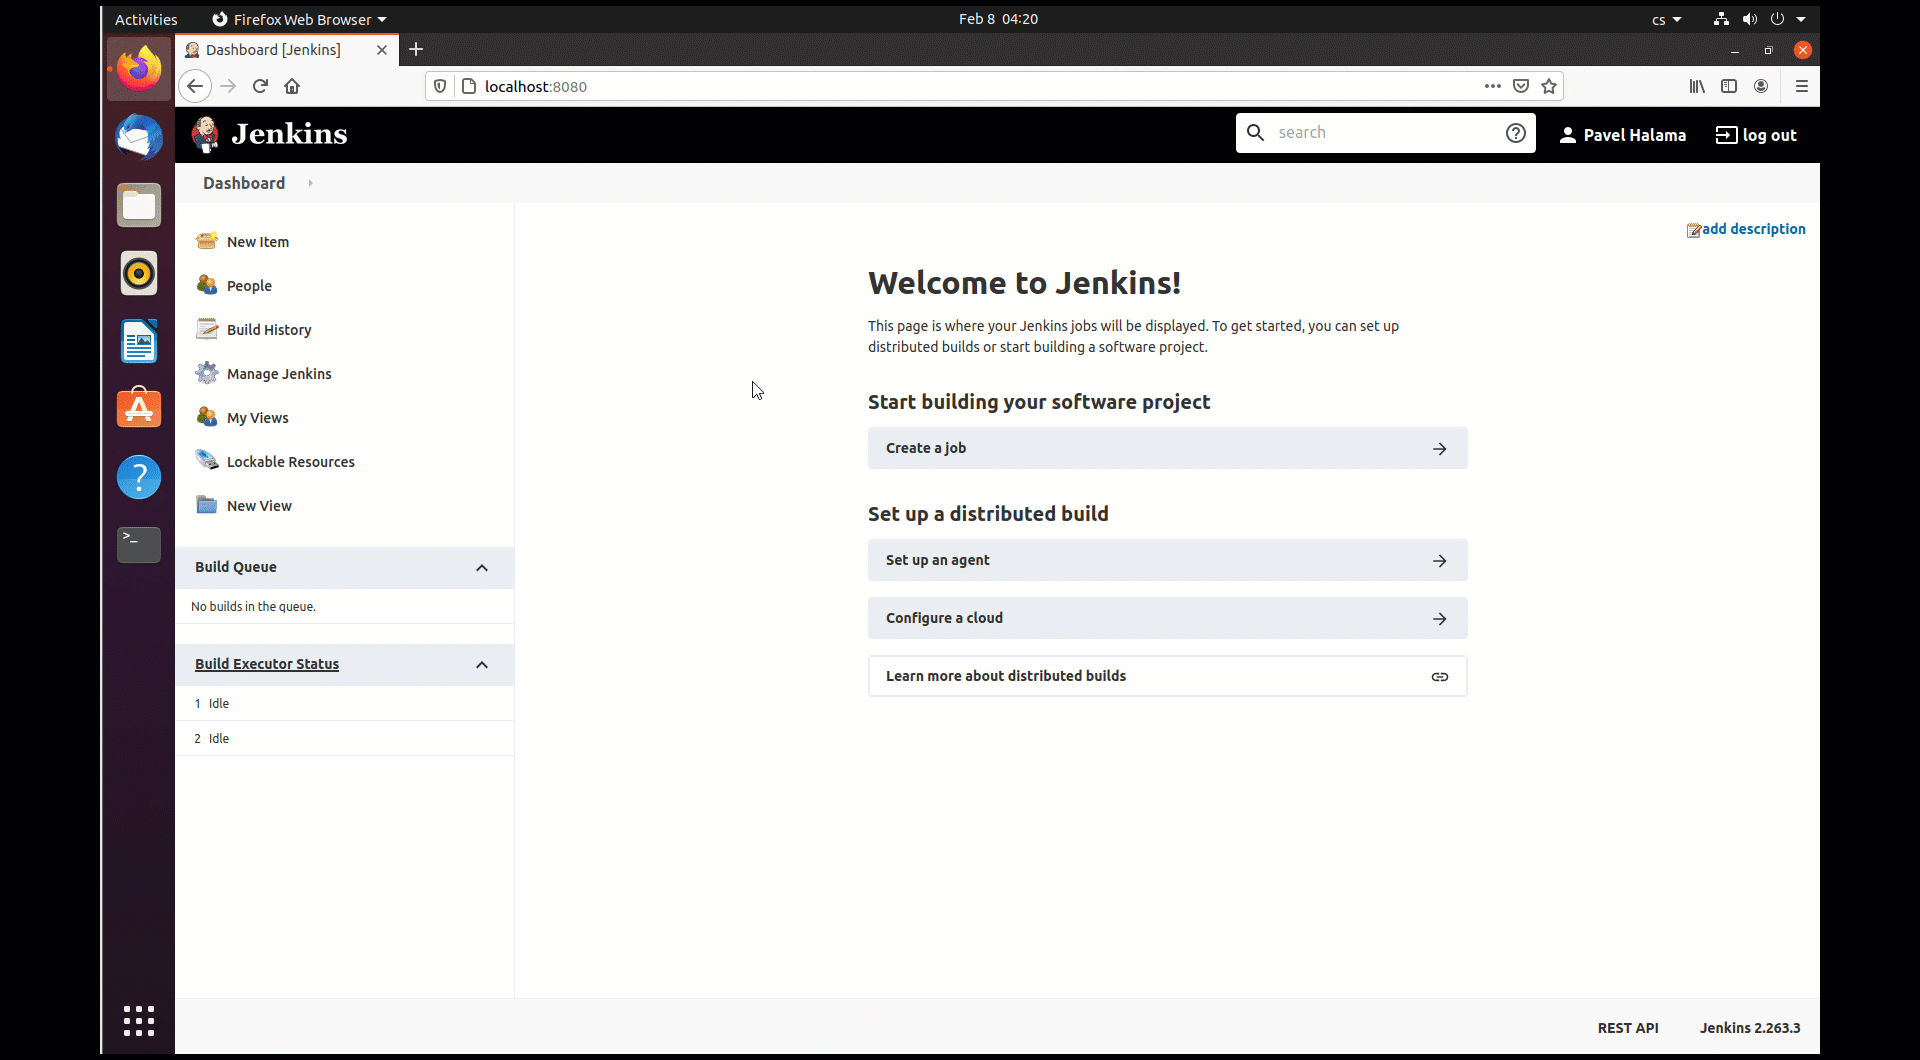 Activities
Firefox Web Browser
Feb 8 04:20
cs
Dashboard [Jenkins]
localhost:8080
Jenkins
search
Pavel Halama
log out
Dashboard
New Item
People
Build History
Manage Jenkins
My Views
Lockable Resources
New View
Build Queue
No builds in the queue.
Build Executor Status
1 Idle
2 Idle
add description
Welcome to Jenkins!
This page is where your Jenkins jobs will be displayed. To get started, you can set up
distributed builds or start building a software project.
Start building your software project
Create a job
Set up a distributed build
Set up an agent
Configure a cloud
Learn more about distributed builds
REST API
Jenkins 2.263.3